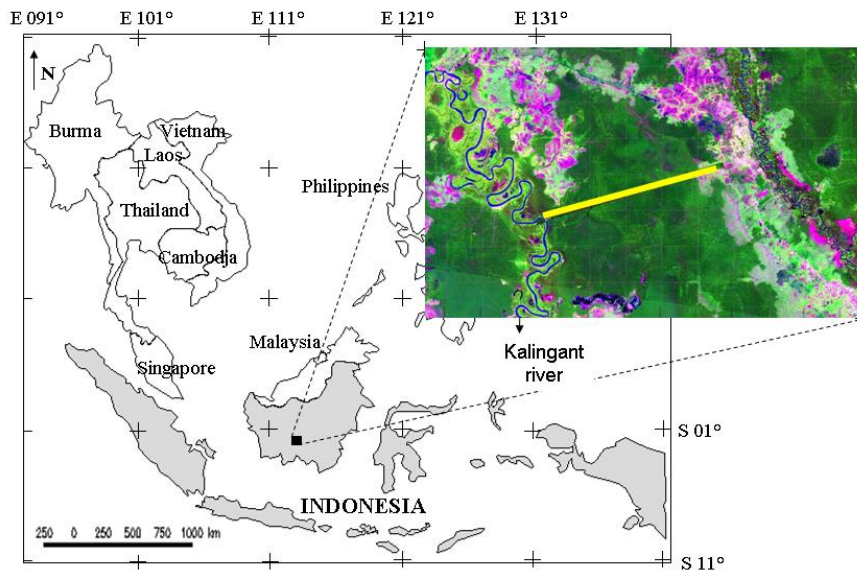 E 091° E 101° E 111° E 121° E 131°
N
Burma
Vietnam
Laos
Philippines
Thailand
Cambodja
Malaysia
Kalingant
river
Singapore
S 01°
INDONESIA
250 0 250 500 750 1000 km
S 11°